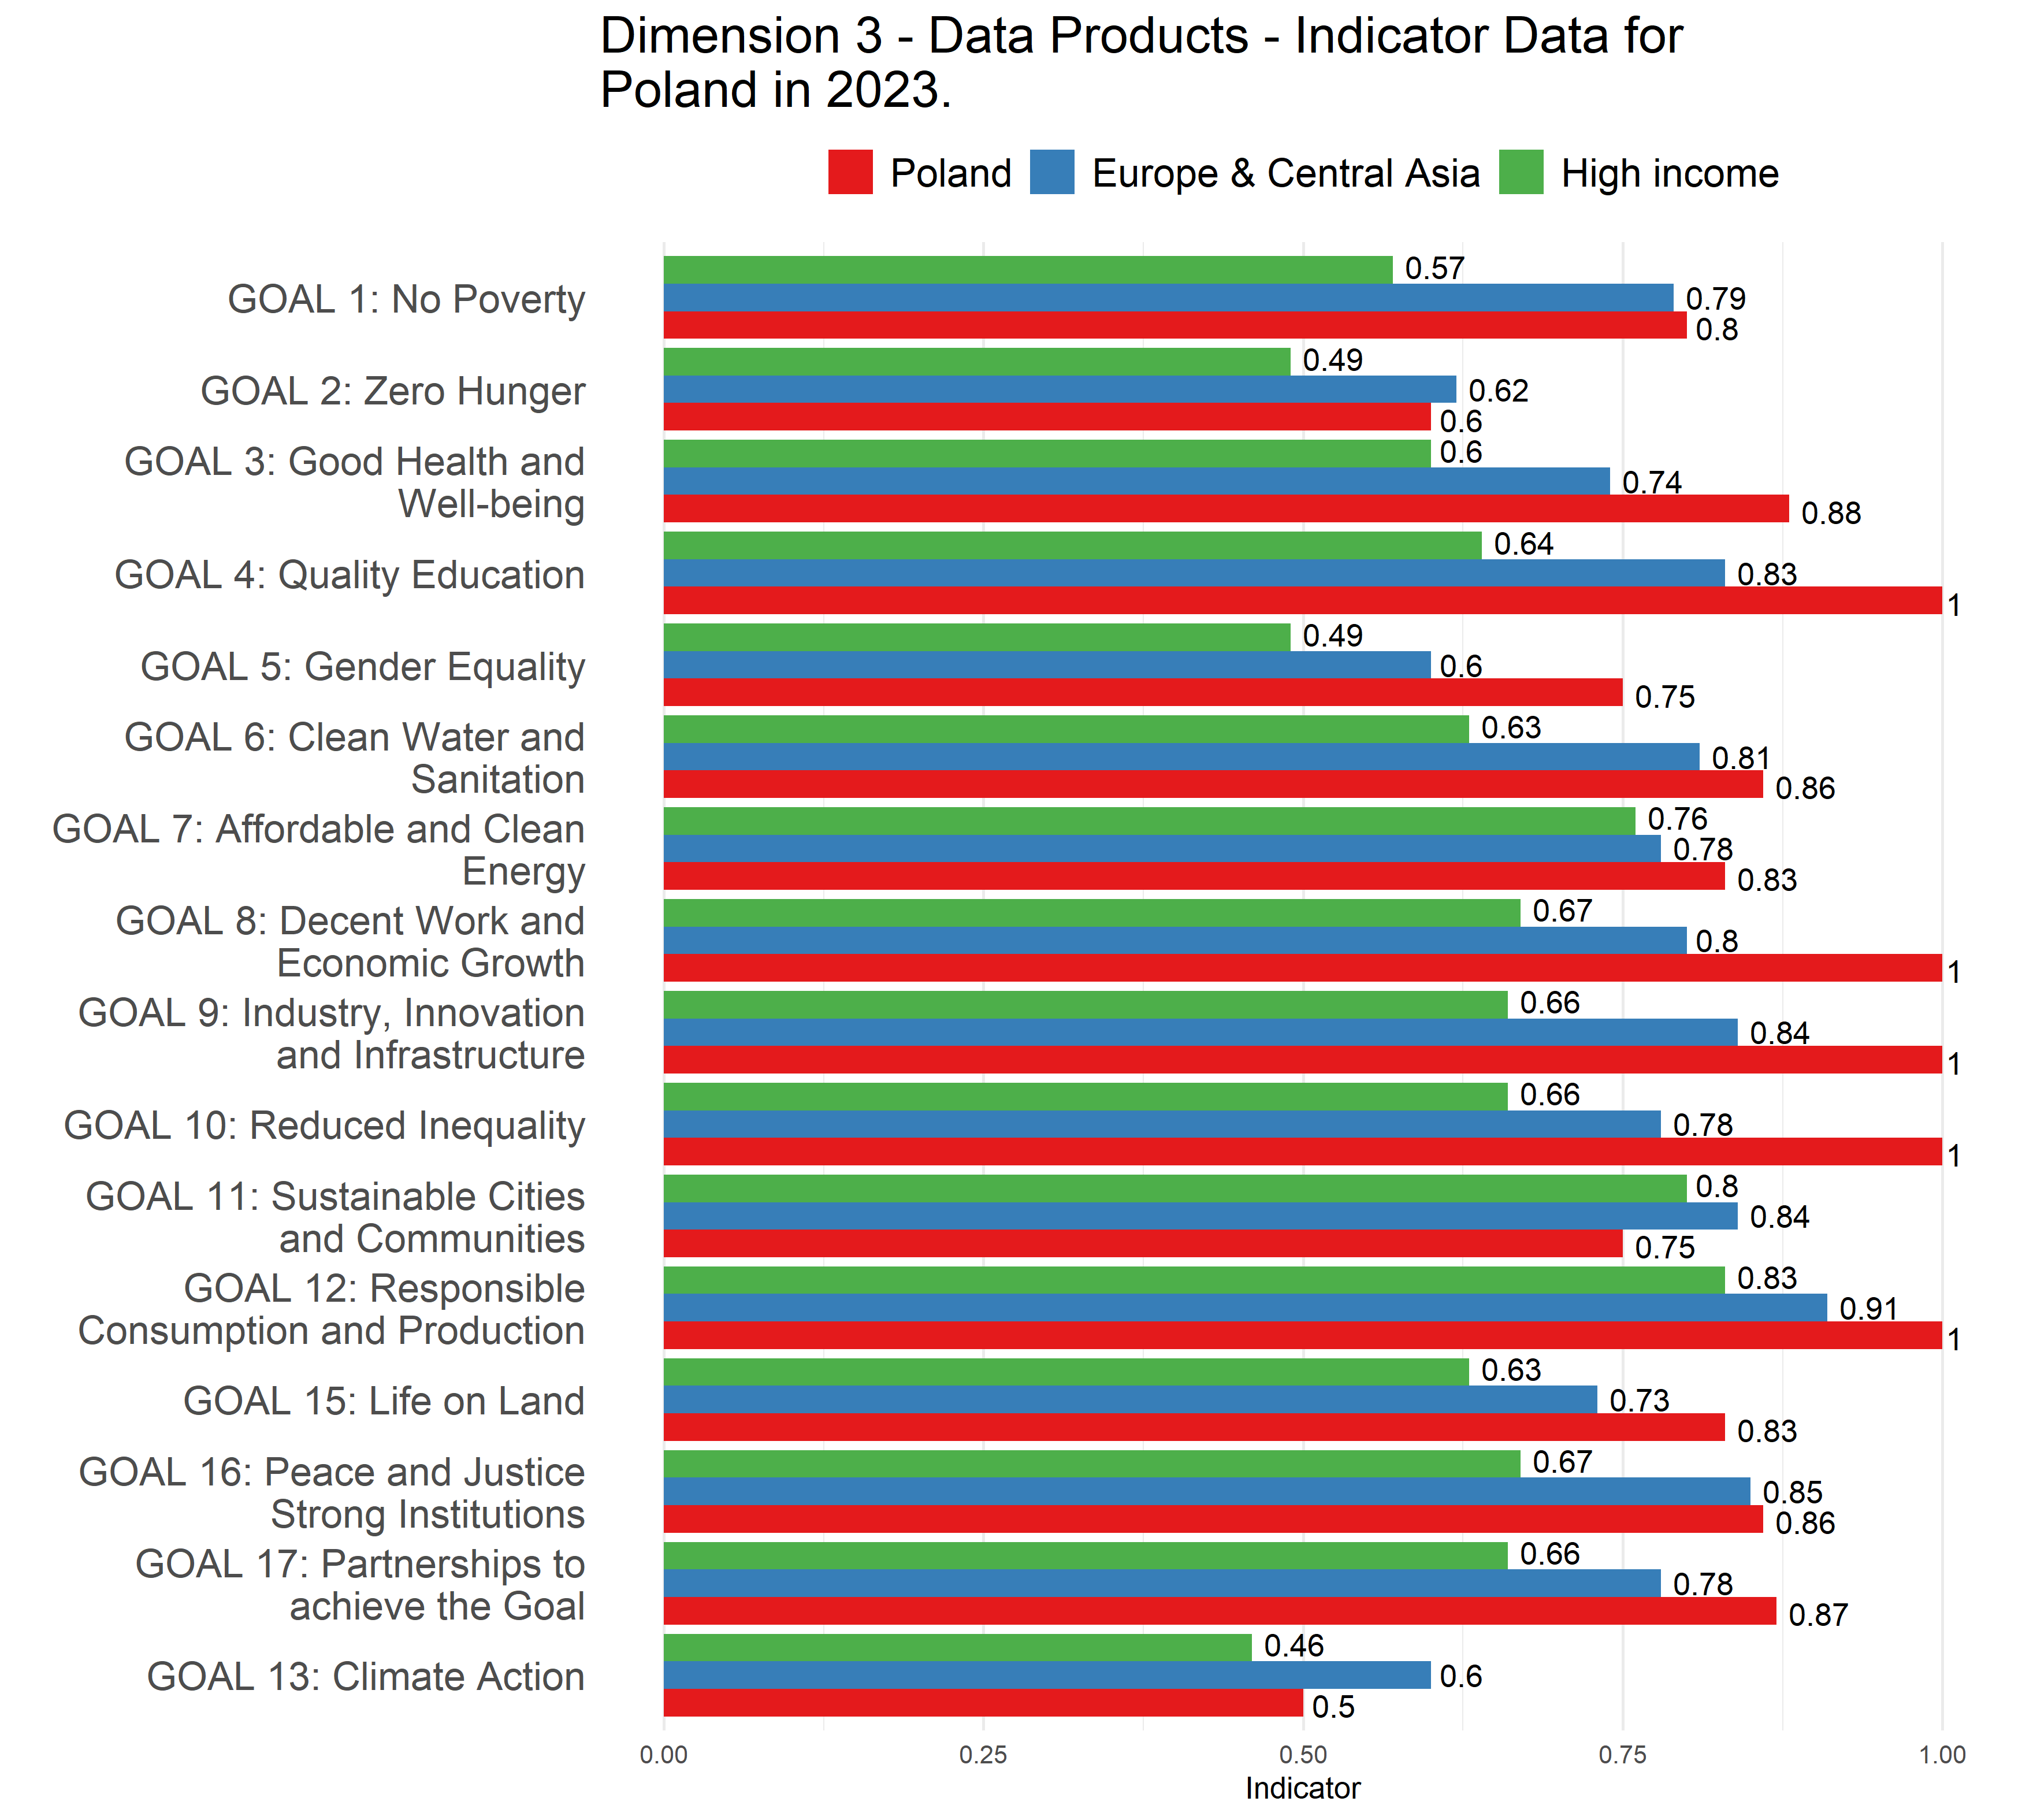 Dimension 3 - Data Products - Indicator Data for
Poland in 2023.
Poland
Europe & Central Asia
High income
GOAL 1: No Poverty
0.57
0.79
0.8
GOAL 2: Zero Hunger
0.49
0.62
0.6
GOAL 3: Good Health and
Well-being
0.6
0.74
0.88
GOAL 4: Quality Education
0.64
0.83
1
GOAL 5: Gender Equality
0.49
0.6
0.75
GOAL 6: Clean Water and
Sanitation
0.63
0.81
0.86
GOAL 7: Affordable and Clean
Energy
0.76
0.78
0.83
GOAL 8: Decent Work and
Economic Growth
0.67
0.8
1
GOAL 9: Industry, Innovation
and Infrastructure
0.66
0.84
1
GOAL 10: Reduced Inequality
0.66
0.78
1
GOAL 11: Sustainable Cities
and Communities
0.8
0.84
0.75
GOAL 12: Responsible
Consumption and Production
0.83
0.91
1
GOAL 15: Life on Land
0.63
0.73
0.83
GOAL 16: Peace and Justice
Strong Institutions
0.67
0.85
0.86
GOAL 17: Partnerships to
achieve the Goal
0.66
0.78
0.87
GOAL 13: Climate Action
0.46
0.6
0.5
0.00
0.25
0.50
0.75
1.00
Indicator